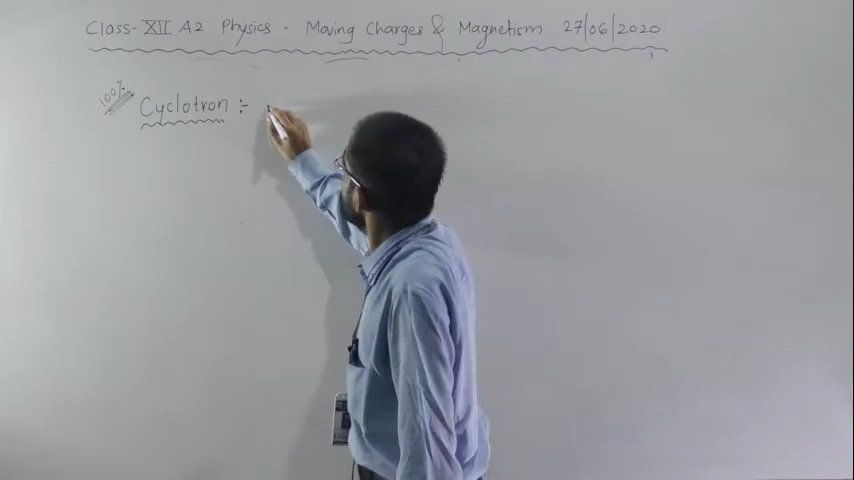 Class-XII A2 Physics - Moving Charges & Magnetism 27/06/2020
100% Cyclotron :-